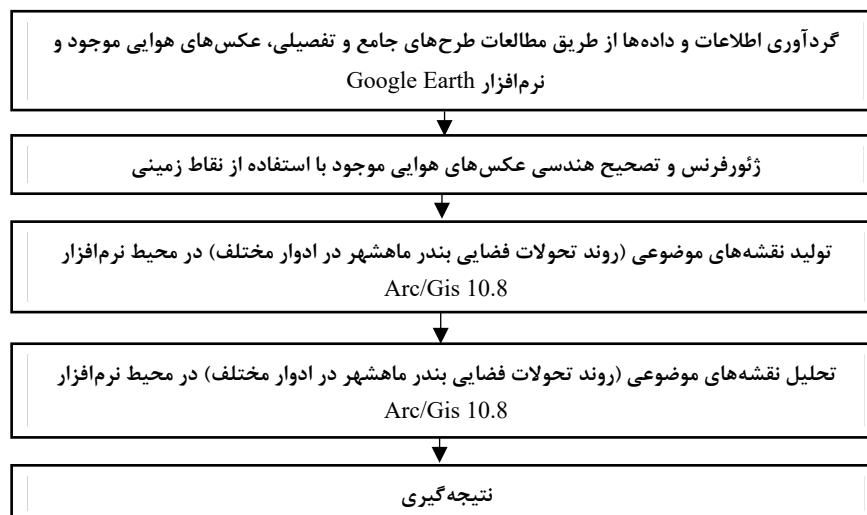 گردآوری اطلاعات و داده‌ها از طریق مطالعات طرح‌های جامع و تفصیلی، عکس‌های هوایی موجود و
نرم‌افزار Google Earth
ژئورفرنس و تصحیح هندسی عکس‌های هوایی موجود با استفاده از نقاط زمینی
تولید نقشه‌های موضوعی (روند تحولات فضایی بندر ماهشهر در ادوار مختلف) در محیط نرم‌افزار
Arc/Gis 10.8
تحلیل نقشه‌های موضوعی (روند تحولات فضایی بندر ماهشهر در ادوار مختلف) در محیط نرم‌افزار
Arc/Gis 10.8
نتیجه‌گیری